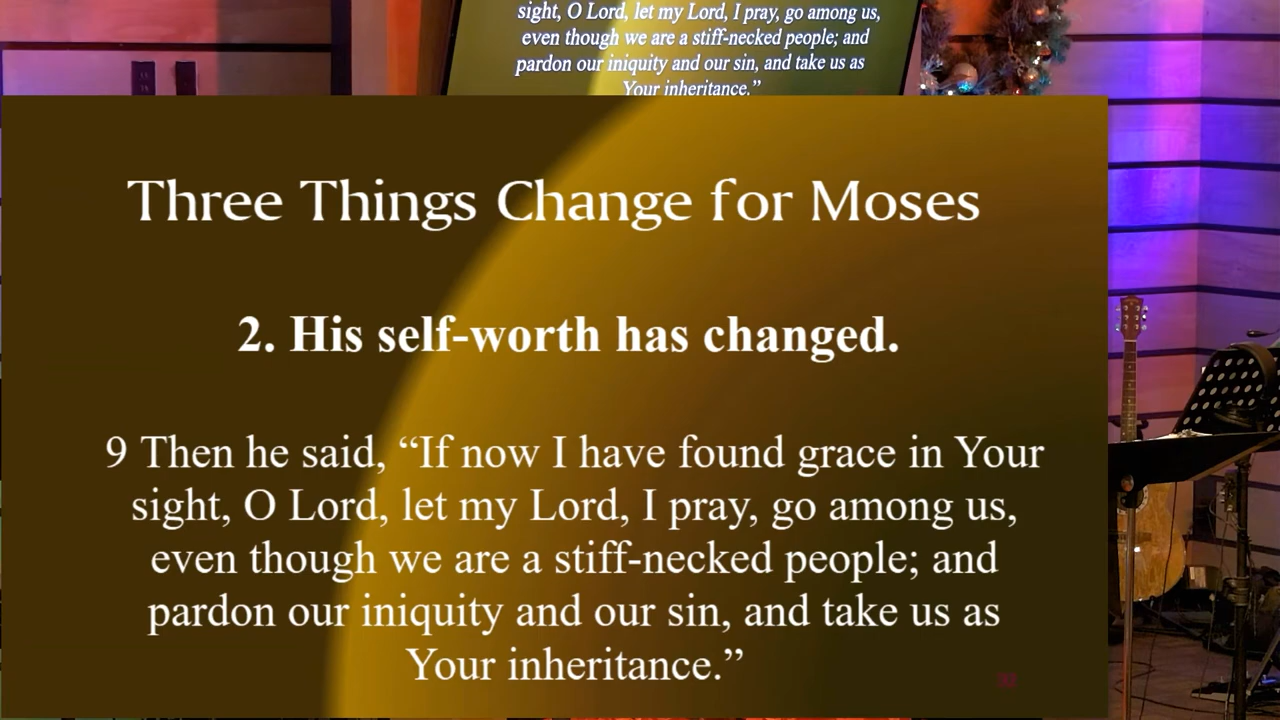 sight, O Lord, let my Lord, I pray, go among us,
even though we are a stiff-necked people; and
pardon our iniquity and our sin, and take us as
Your inheritance.”
Three Things Change for Moses
2. His self-worth has changed.
9 Then he said, “If now I have found grace in Your
sight, O Lord, let my Lord, I pray, go among us,
even though we are a stiff-necked people; and
pardon our iniquity and our sin, and take us as
Your inheritance.”